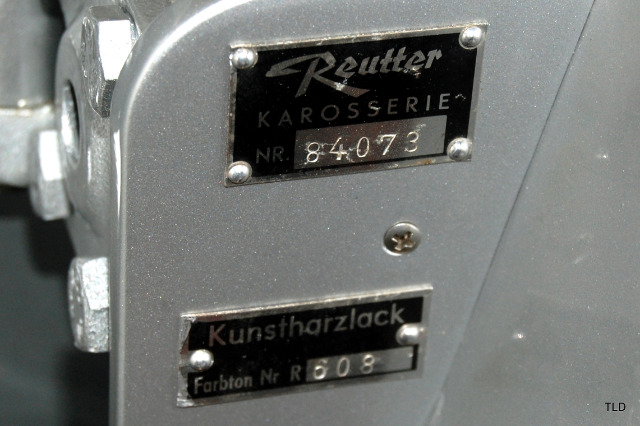 Reutter
KAROSSERIE
NR. 84073
Kunstharzlack
Farbton Nr R 608
TLD